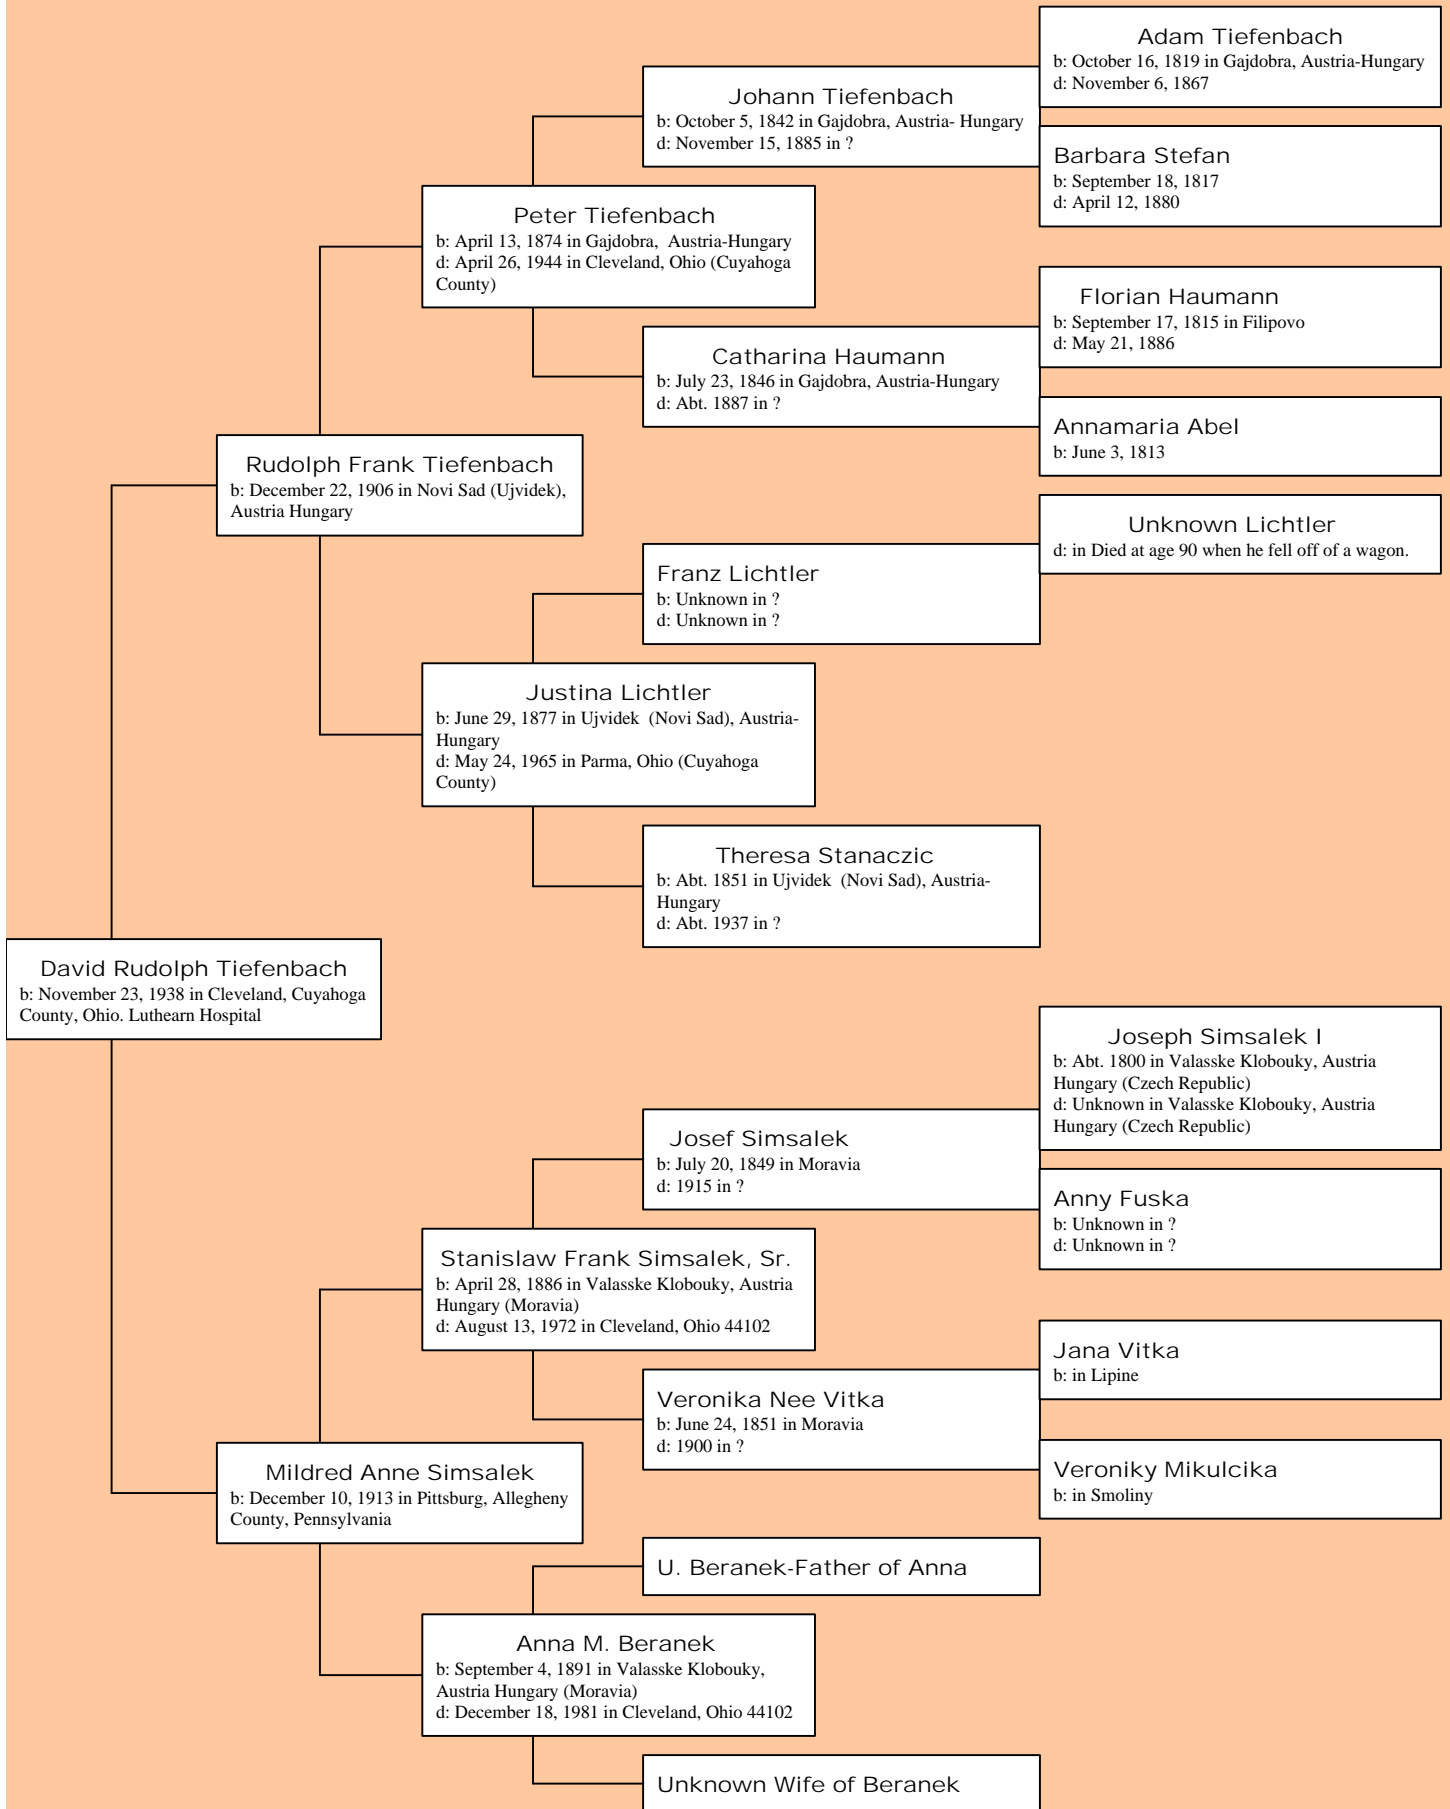 Adam Tiefenbach
b: October 16, 1819 in Gajdobra, Austria-Hungary
d: November 6, 1867
Johann Tiefenbach
b: October 5, 1842 in Gajdobra, Austria- Hungary
d: November 15, 1885 in ?
Barbara Stefan
b: September 18, 1817
d: April 12, 1880
Peter Tiefenbach
b: April 13, 1874 in Gajdobra, Austria-Hungary
d: April 26, 1944 in Cleveland, Ohio (Cuyahoga
County)
Florian Haumann
b: September 17, 1815 in Filipovo
d: May 21, 1886
Catharina Haumann
b: July 23, 1846 in Gajdobra, Austria-Hungary
d: Abt. 1887 in ?
Annamaria Abel
b: June 3, 1813
Rudolph Frank Tiefenbach
b: December 22, 1906 in Novi Sad (Ujvidek),
Austria Hungary
Unknown Lichtler
d: in Died at age 90 when he fell off of a wagon.
Franz Lichtler
b: Unknown in ?
d: Unknown in ?
Justina Lichtler
b: June 29, 1877 in Ujvidek (Novi Sad), Austria-
Hungary
d: May 24, 1965 in Parma, Ohio (Cuyahoga
County)
Theresa Stanaczic
b: Abt. 1851 in Ujvidek (Novi Sad), Austria-
Hungary
d: Abt. 1937 in ?
David Rudolph Tiefenbach
b: November 23, 1938 in Cleveland, Cuyahoga
County, Ohio. Luthearn Hospital
Joseph Simsalek I
b: Abt. 1800 in Valasske Klobouky, Austria
Hungary (Czech Republic)
d: Unknown in Valasske Klobouky, Austria
Hungary (Czech Republic)
Josef Simsalek
b: July 20, 1849 in Moravia
d: 1915 in ?
Anny Fuska
b: Unknown in ?
d: Unknown in ?
Stanislaw Frank Simsalek, Sr.
b: April 28, 1886 in Valasske Klobouky, Austria
Hungary (Moravia)
d: August 13, 1972 in Cleveland, Ohio 44102
Jana Vitka
b: in Lipine
Veronika Nee Vitka
b: June 24, 1851 in Moravia
d: 1900 in ?
Veroniky Mikulcika
b: in Smoliny
Mildred Anne Simsalek
b: December 10, 1913 in Pittsburg, Allegheny
County, Pennsylvania
U. Beranek-Father of Anna
Anna M. Beranek
b: September 4, 1891 in Valasske Klobouky,
Austria Hungary (Moravia)
d: December 18, 1981 in Cleveland, Ohio 44102
Unknown Wife of Beranek